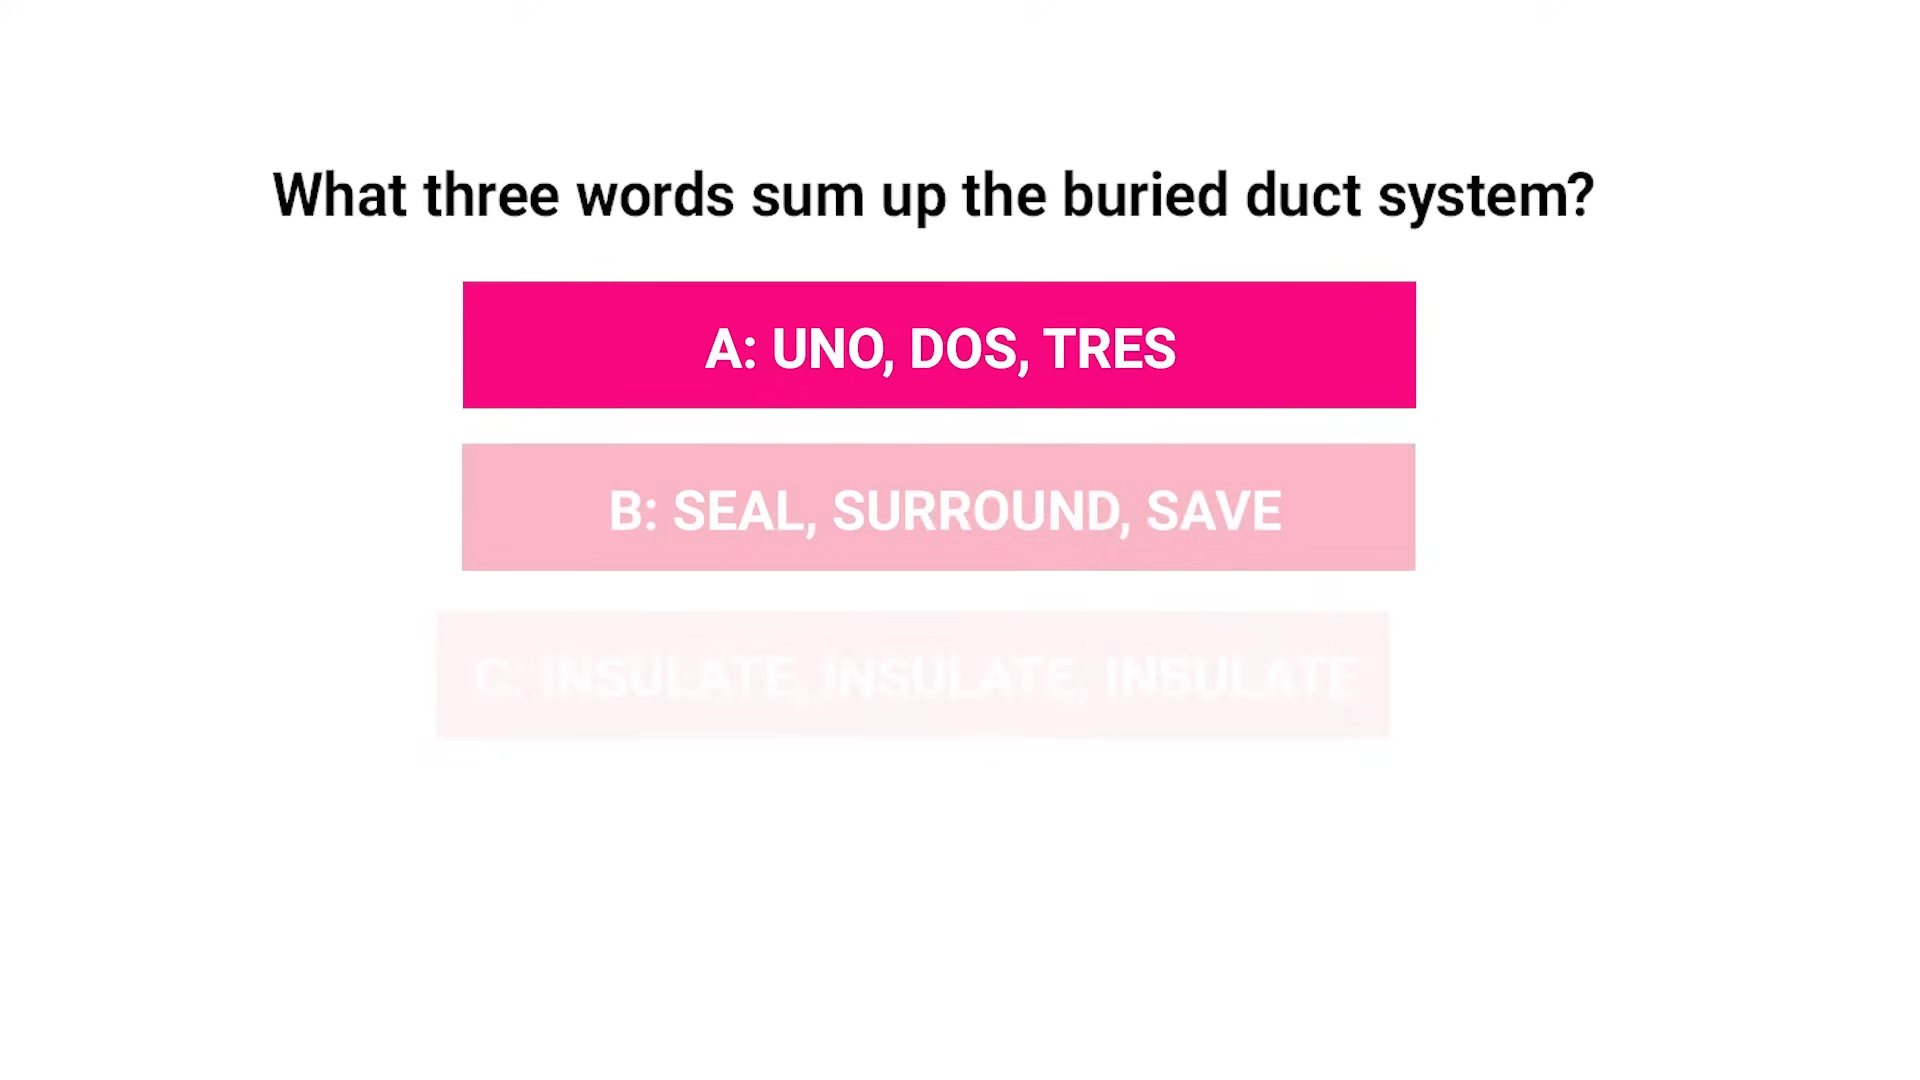 What three words sum up the buried duct system?
A: UNO, DOS, TRES
B: SEAL, SURROUND, SAVE
C: INSULATE, INSULATE, INSULATE